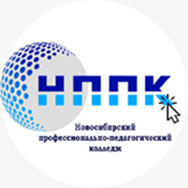 НППК
Новосибирский
профессионально-педагогический
колледж